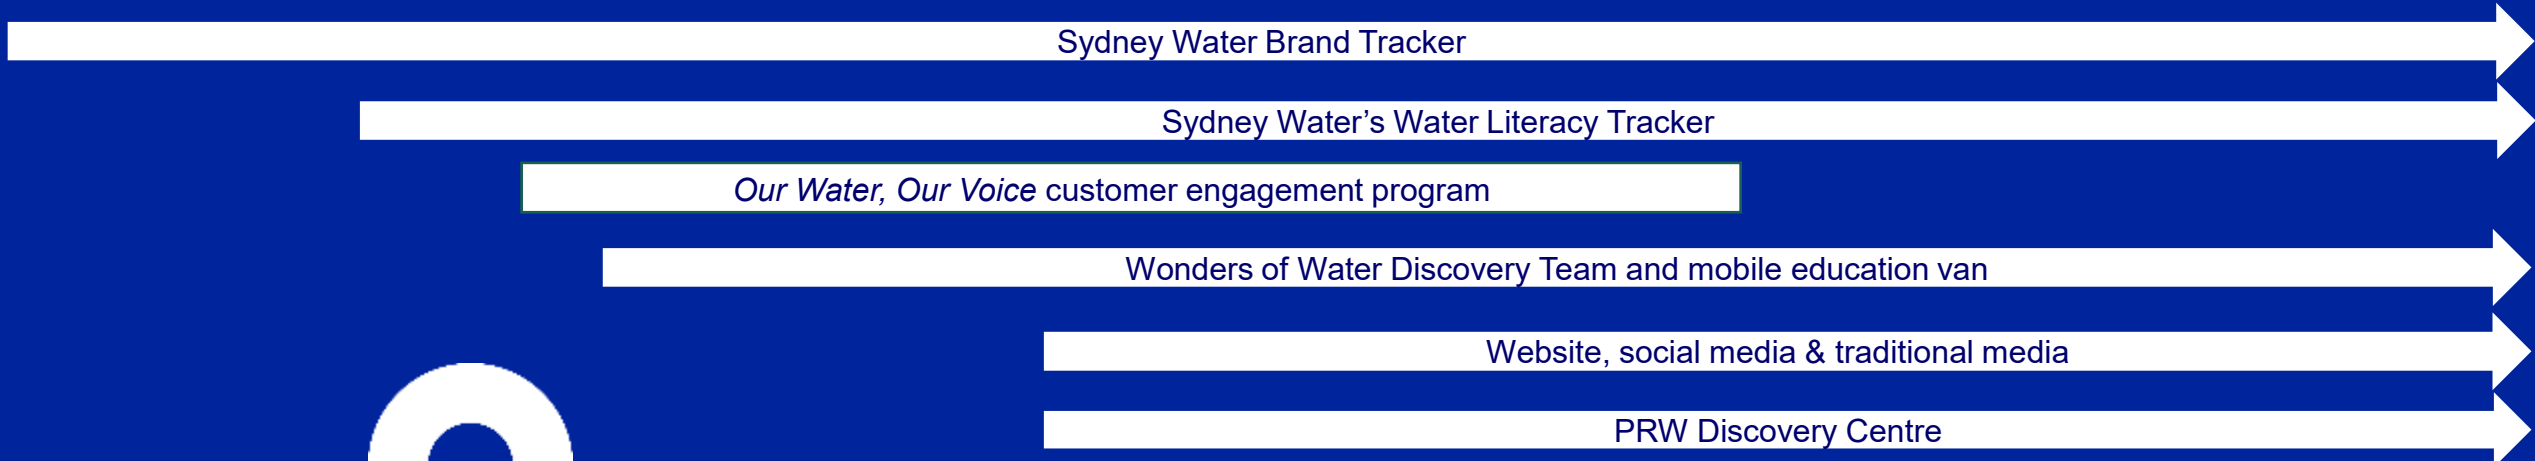 Sydney Water Brand Tracker
Sydney Water’s Water Literacy Tracker
Our Water, Our Voice customer engagement program
Wonders of Water Discovery Team and mobile education van
Website, social media & traditional media
PRW Discovery Centre